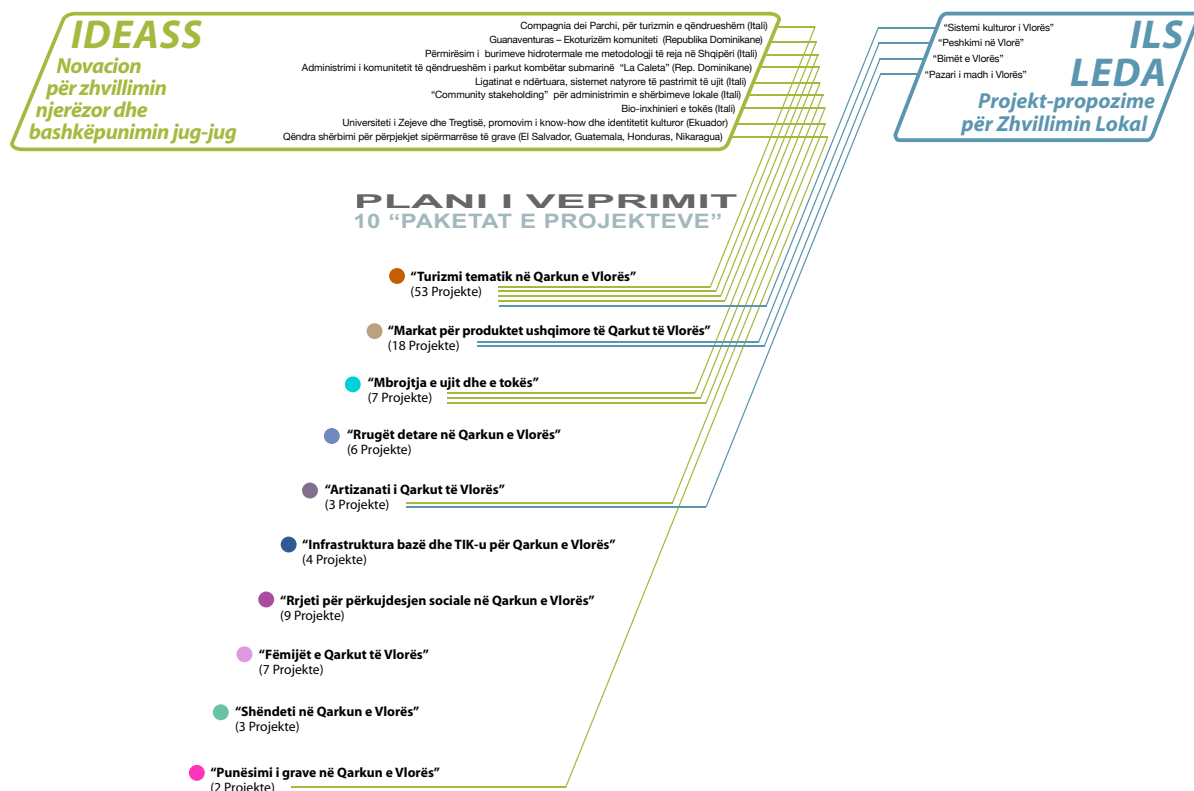 IDEASS
Novacion
për zhvillimin
njerëzor dhe
bashkëpunimin jug-jug
Compagnia dei Parchi, për turizmin e qëndrueshëm (Itali)
Guanaventuras – Ekoturizëm komuniteti (Republika Dominikane)
Përmirësim i burimeve hidrotermale me metodologji të reja në Shqipëri (Itali)
Administrimi i komunitetit të qëndrueshëm i parkut kombëtar submarinë “La Caleta” (Rep. Dominikane)
Ligatinat e ndërtuara, sistemet natyrore të pastrimit të ujit (Itali)
“Community stakeholding” për administrimin e shërbimeve lokale (Itali)
Bio-inxhinieri e tokës (Itali)
Universiteti i Zejeve dhe Tregtisë, promovim i know-how dhe identitetit kulturor (Ekuador)
Qëndra shërbimi për përpjekjet sipërmarrëse të grave (El Salvador, Guatemala, Honduras, Nikaragua)
“Sistemi kulturor i Vlorës”
“Peshkimi në Vlorë”
“Bimët e Vlorës”
“Pazari i madh i Vlorës”
ILS
LEDA
Projekt-propozime
për Zhvillimin Lokal
PLANI I VEPRIMIT
10 “PAKETAT E PROJEKTEVE”
“Turizmi tematik në Qarkun e Vlorës”
(53 Projekte)
“Markat për produktet ushqimore të Qarkut të Vlorës”
(18 Projekte)
“Mbrojtja e ujit dhe e tokës”
(7 Projekte)
“Rrugët detare në Qarkun e Vlorës”
(6 Projekte)
“Artizanati i Qarkut të Vlorës”
(3 Projekte)
“Infrastruktura bazë dhe TIK-u për Qarkun e Vlorës”
(4 Projekte)
“Rrjeti për përkujdesjen sociale në Qarkun e Vlorës”
(9 Projekte)
“Fëmijët e Qarkut të Vlorës”
(7 Projekte)
“Shëndeti në Qarkun e Vlorës”
(3 Projekte)
“Punësimi i grave në Qarkun e Vlorës”
(2 Projekte)